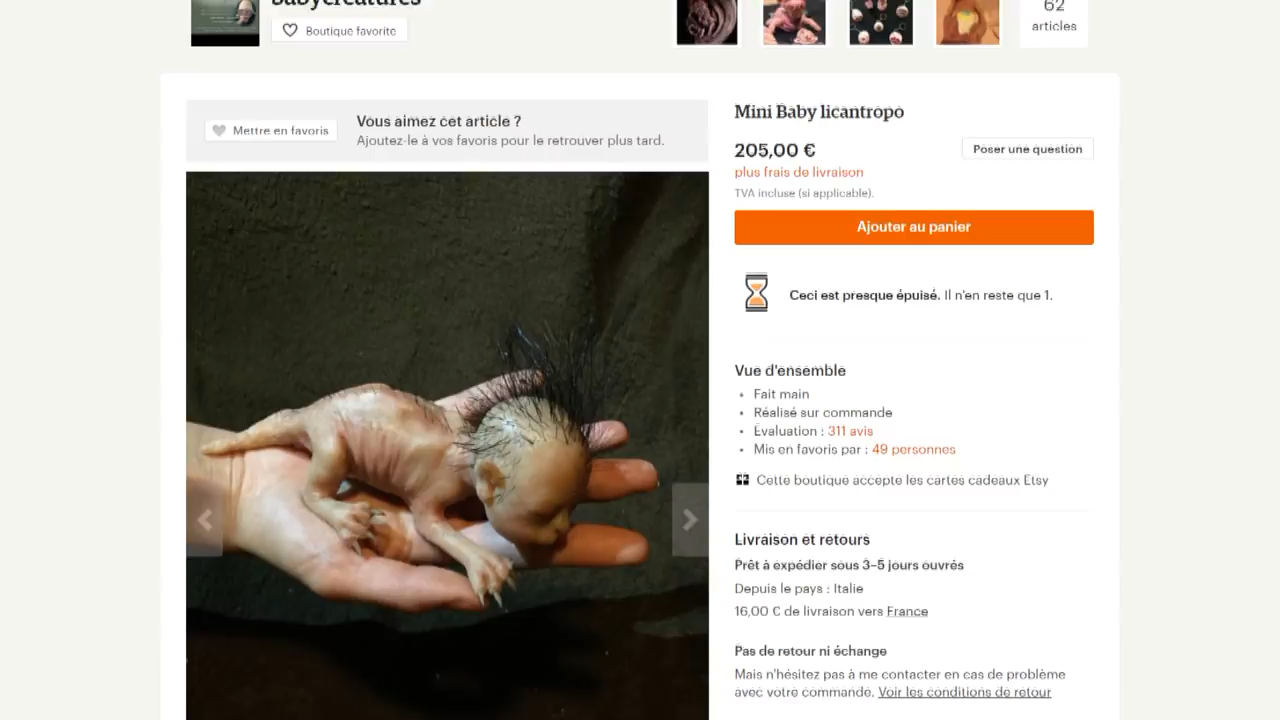 Babycreatures
Boutique favorite
62
articles
Mettre en favoris
Vous aimez cet article ?
Ajoutez-le à vos favoris pour le retrouver plus tard.
Mini Baby licantropo
205,00 €
Poser une question
plus frais de livraison
TVA incluse (si applicable).
Ajouter au panier
Ceci est presque épuisé. Il n'en reste que 1.
Vue d'ensemble
• Fait main
• Réalisé sur commande
• Évaluation : 311 avis
• Mis en favoris par : 49 personnes
Cette boutique accepte les cartes cadeaux Etsy
Livraison et retours
Prêt à expédier sous 3–5 jours ouvrés
Depuis le pays : Italie
16,00 € de livraison vers France
Pas de retour ni échange
Mais n'hésitez pas à me contacter en cas de problème
avec votre commande. Voir les conditions de retour